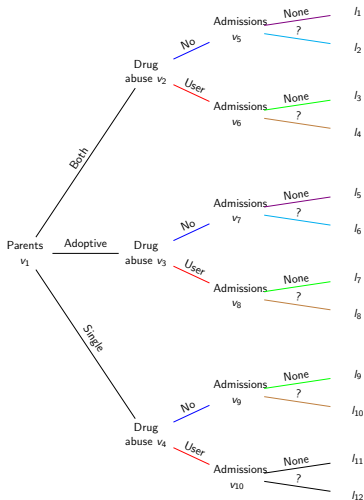 Parents
v1
Both
Adoptive
Single
Drug
abuse v2
Drug
abuse v3
Drug
abuse v4
No
User
No
User
No
User
Admissions
v5
Admissions
v6
Admissions
v7
Admissions
v8
Admissions
v9
Admissions
v10
None
?
None
?
None
?
None
?
None
?
None
?
l1
l2
l3
l4
l5
l6
l7
l8
l9
l10
l11
l12